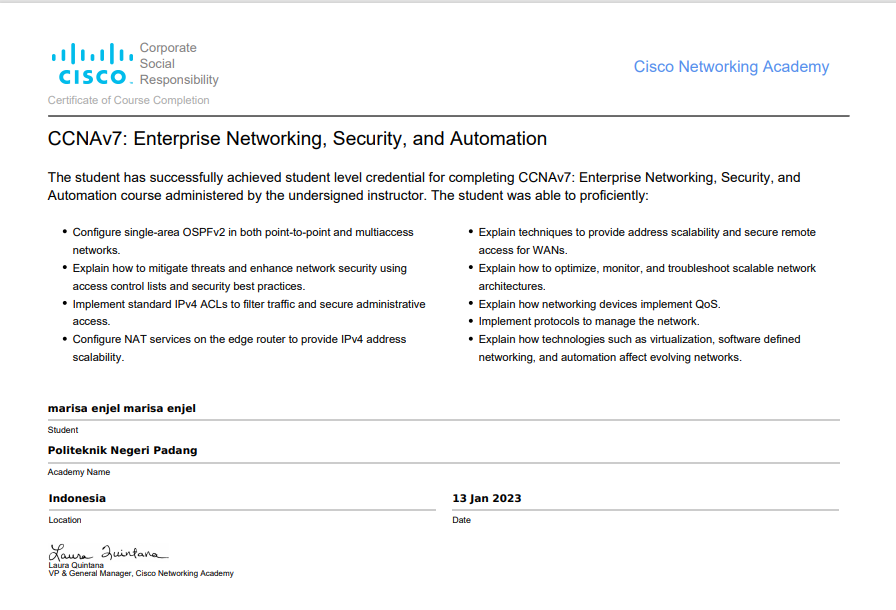 Corporate
Social
Responsibility
CISCO
Cisco Networking Academy
Certificate of Course Completion
CCNAv7: Enterprise Networking, Security, and Automation
The student has successfully achieved student level credential for completing CCNAv7: Enterprise Networking, Security, and
Automation course administered by the undersigned instructor. The student was able to proficiently:
• Configure single-area OSPFv2 in both point-to-point and multiaccess
networks.
• Explain how to mitigate threats and enhance network security using
access control lists and security best practices.
• Implement standard IPv4 ACLs to filter traffic and secure administrative
access.
• Configure NAT services on the edge router to provide IPv4 address
scalability.
• Explain techniques to provide address scalability and secure remote
access for WANs.
• Explain how to optimize, monitor, and troubleshoot scalable network
architectures.
• Explain how networking devices implement QoS.
• Implement protocols to manage the network.
• Explain how technologies such as virtualization, software defined
networking, and automation affect evolving networks.
marisa enjel marisa enjel
Student
Politeknik Negeri Padang
Academy Name
Indonesia
Location
13 Jan 2023
Date
Laura Quintana
Laura Quintana
VP & General Manager, Cisco Networking Academy